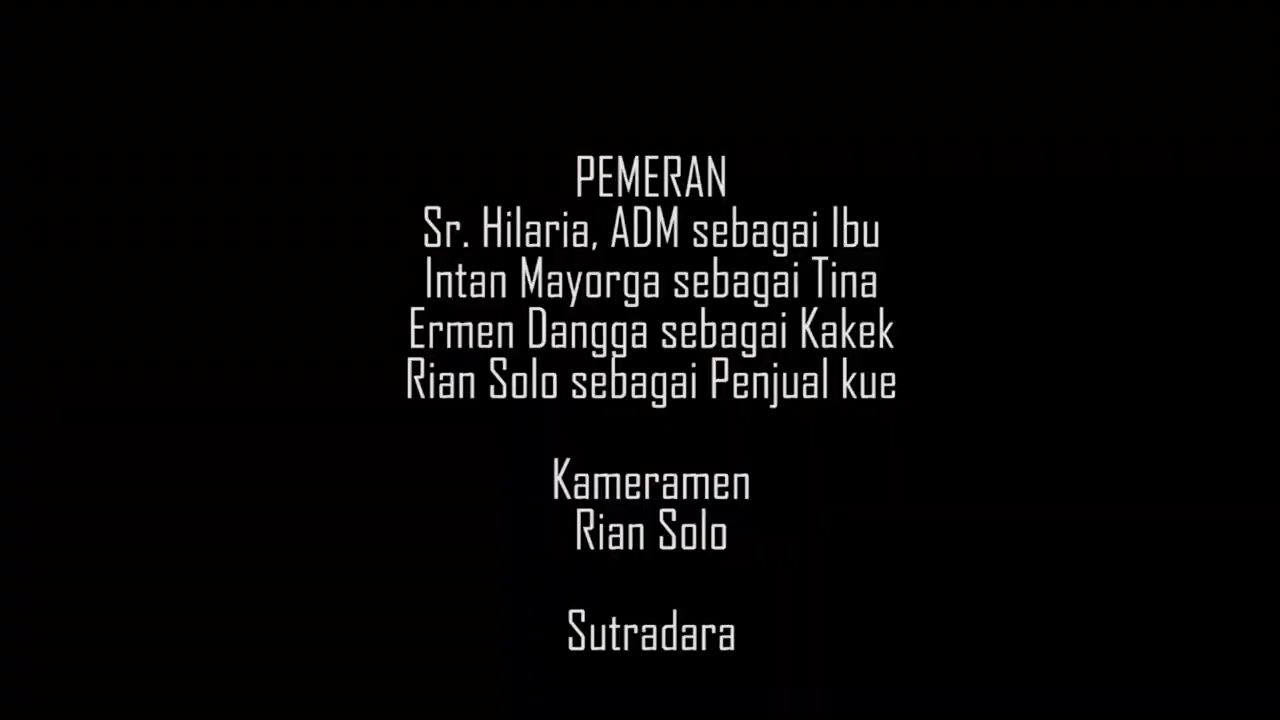 PEMERAN
Sr. Hilaria, ADM sebagai Ibu
Intan Mayorga sebagai Tina
Ermen Dangga sebagai Kakek
Rian Solo sebagai Penjual kue
Kameramen
Rian Solo
Sutradara